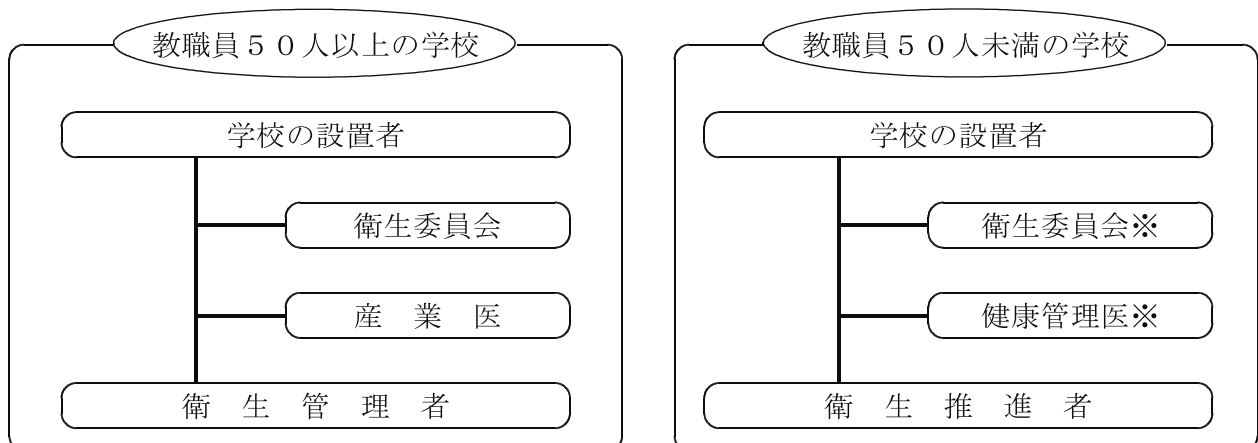 教職員５０人以上の学校
学校の設置者
衛生委員会
産　業　医
衛　生　管　理　者
教職員５０人未満の学校
学校の設置者
衛生委員会※
健康管理医※
衛　生　推　進　者